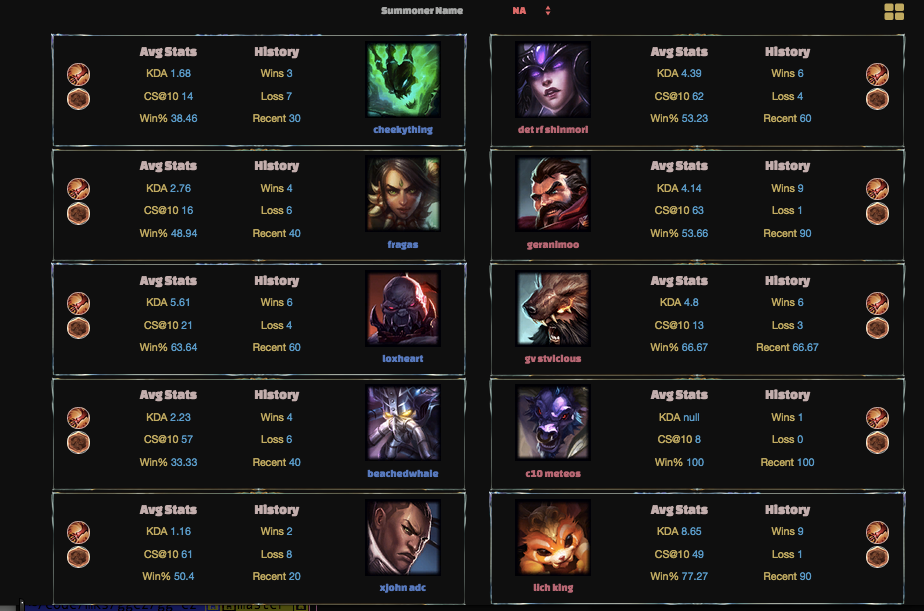 Summoner Name NA
Avg Stats History
KDA 1.68 Wins 3
CS@10 14 Loss 7
Win% 38.46 Recent 30
cheekything
Avg Stats History
KDA 4.39 Wins 6
CS@10 62 Loss 4
Win% 53.23 Recent 60
det rf shinmori
Avg Stats History
KDA 2.76 Wins 4
CS@10 16 Loss 6
Win% 48.94 Recent 40
fragas
Avg Stats History
KDA 4.14 Wins 9
CS@10 63 Loss 1
Win% 53.66 Recent 90
geranimoo
Avg Stats History
KDA 5.61 Wins 6
CS@10 21 Loss 4
Win% 63.64 Recent 60
loxheart
Avg Stats History
KDA 4.8 Wins 6
CS@10 13 Loss 3
Win% 66.67 Recent 66.67
gv stvicious
Avg Stats History
KDA 2.23 Wins 4
CS@10 57 Loss 6
Win% 33.33 Recent 40
beachedwhale
Avg Stats History
KDA null Wins 1
CS@10 8 Loss 0
Win% 100 Recent 100
c10 meteos
Avg Stats History
KDA 1.16 Wins 2
CS@10 61 Loss 8
Win% 50.4 Recent 20
xjohn adc
Avg Stats History
KDA 8.65 Wins 9
CS@10 49 Loss 1
Win% 77.27 Recent 90
lich king